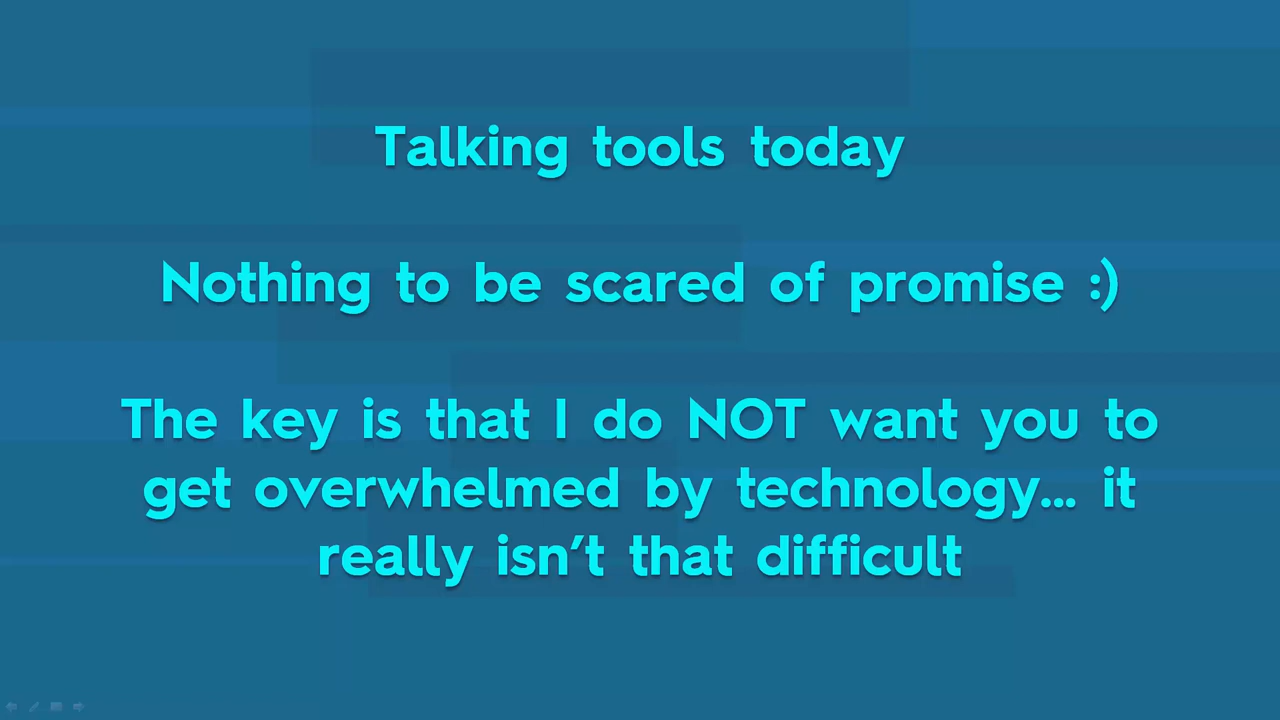 Talking tools today
Nothing to be scared of promise :)
The key is that I do NOT want you to
get overwhelmed by technology... it
really isn’t that difficult